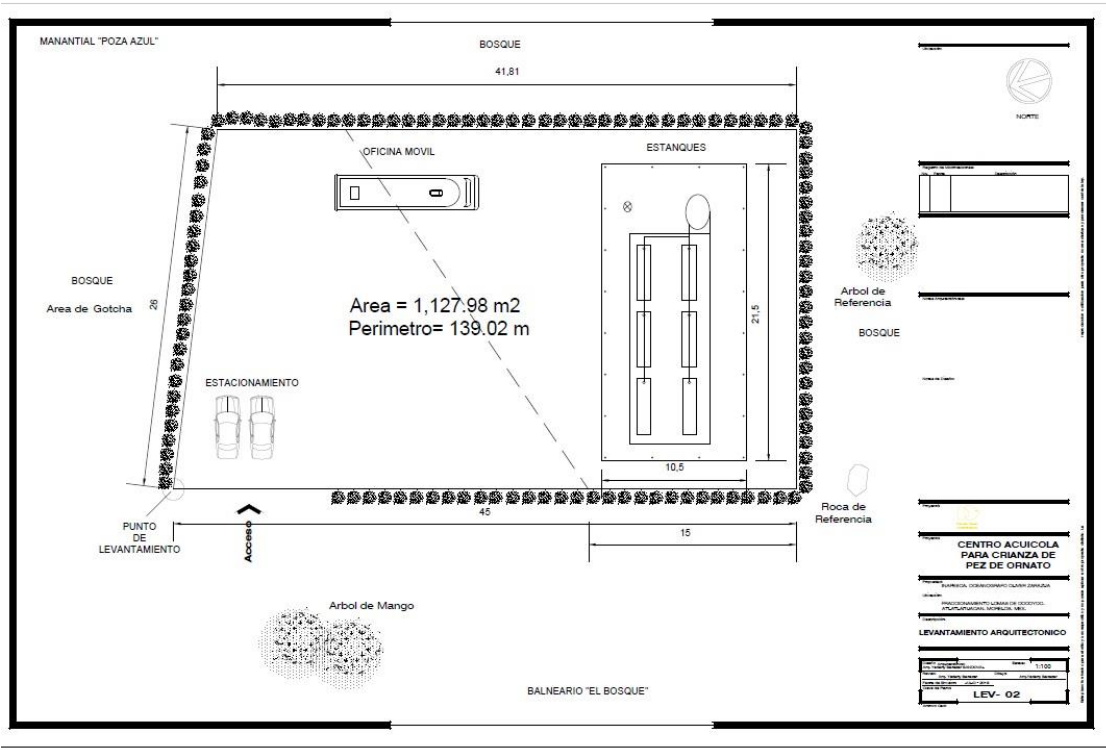 MANANTIAL "POZA AZUL"
BOSQUE
41,81
NORTE
OFICINA MOVIL
ESTANQUES
BOSQUE
Area de Gotcha
26
Area = 1,127.98 m2
Perimetro= 139.02 m
21,5
Arbol de
Referencia
BOSQUE
ESTACIONAMIENTO
10,5
45
15
PUNTO
DE
LEVANTAMIENTO
Acceso
Roca de
Referencia
Arbol de Mango
BALNEARIO "EL BOSQUE"
CENTRO ACUICOLA
PARA CRIANZA DE
PEZ DE ORNATO
LEVANTAMIENTO ARQUITECTONICO
1:100
LEV- 02